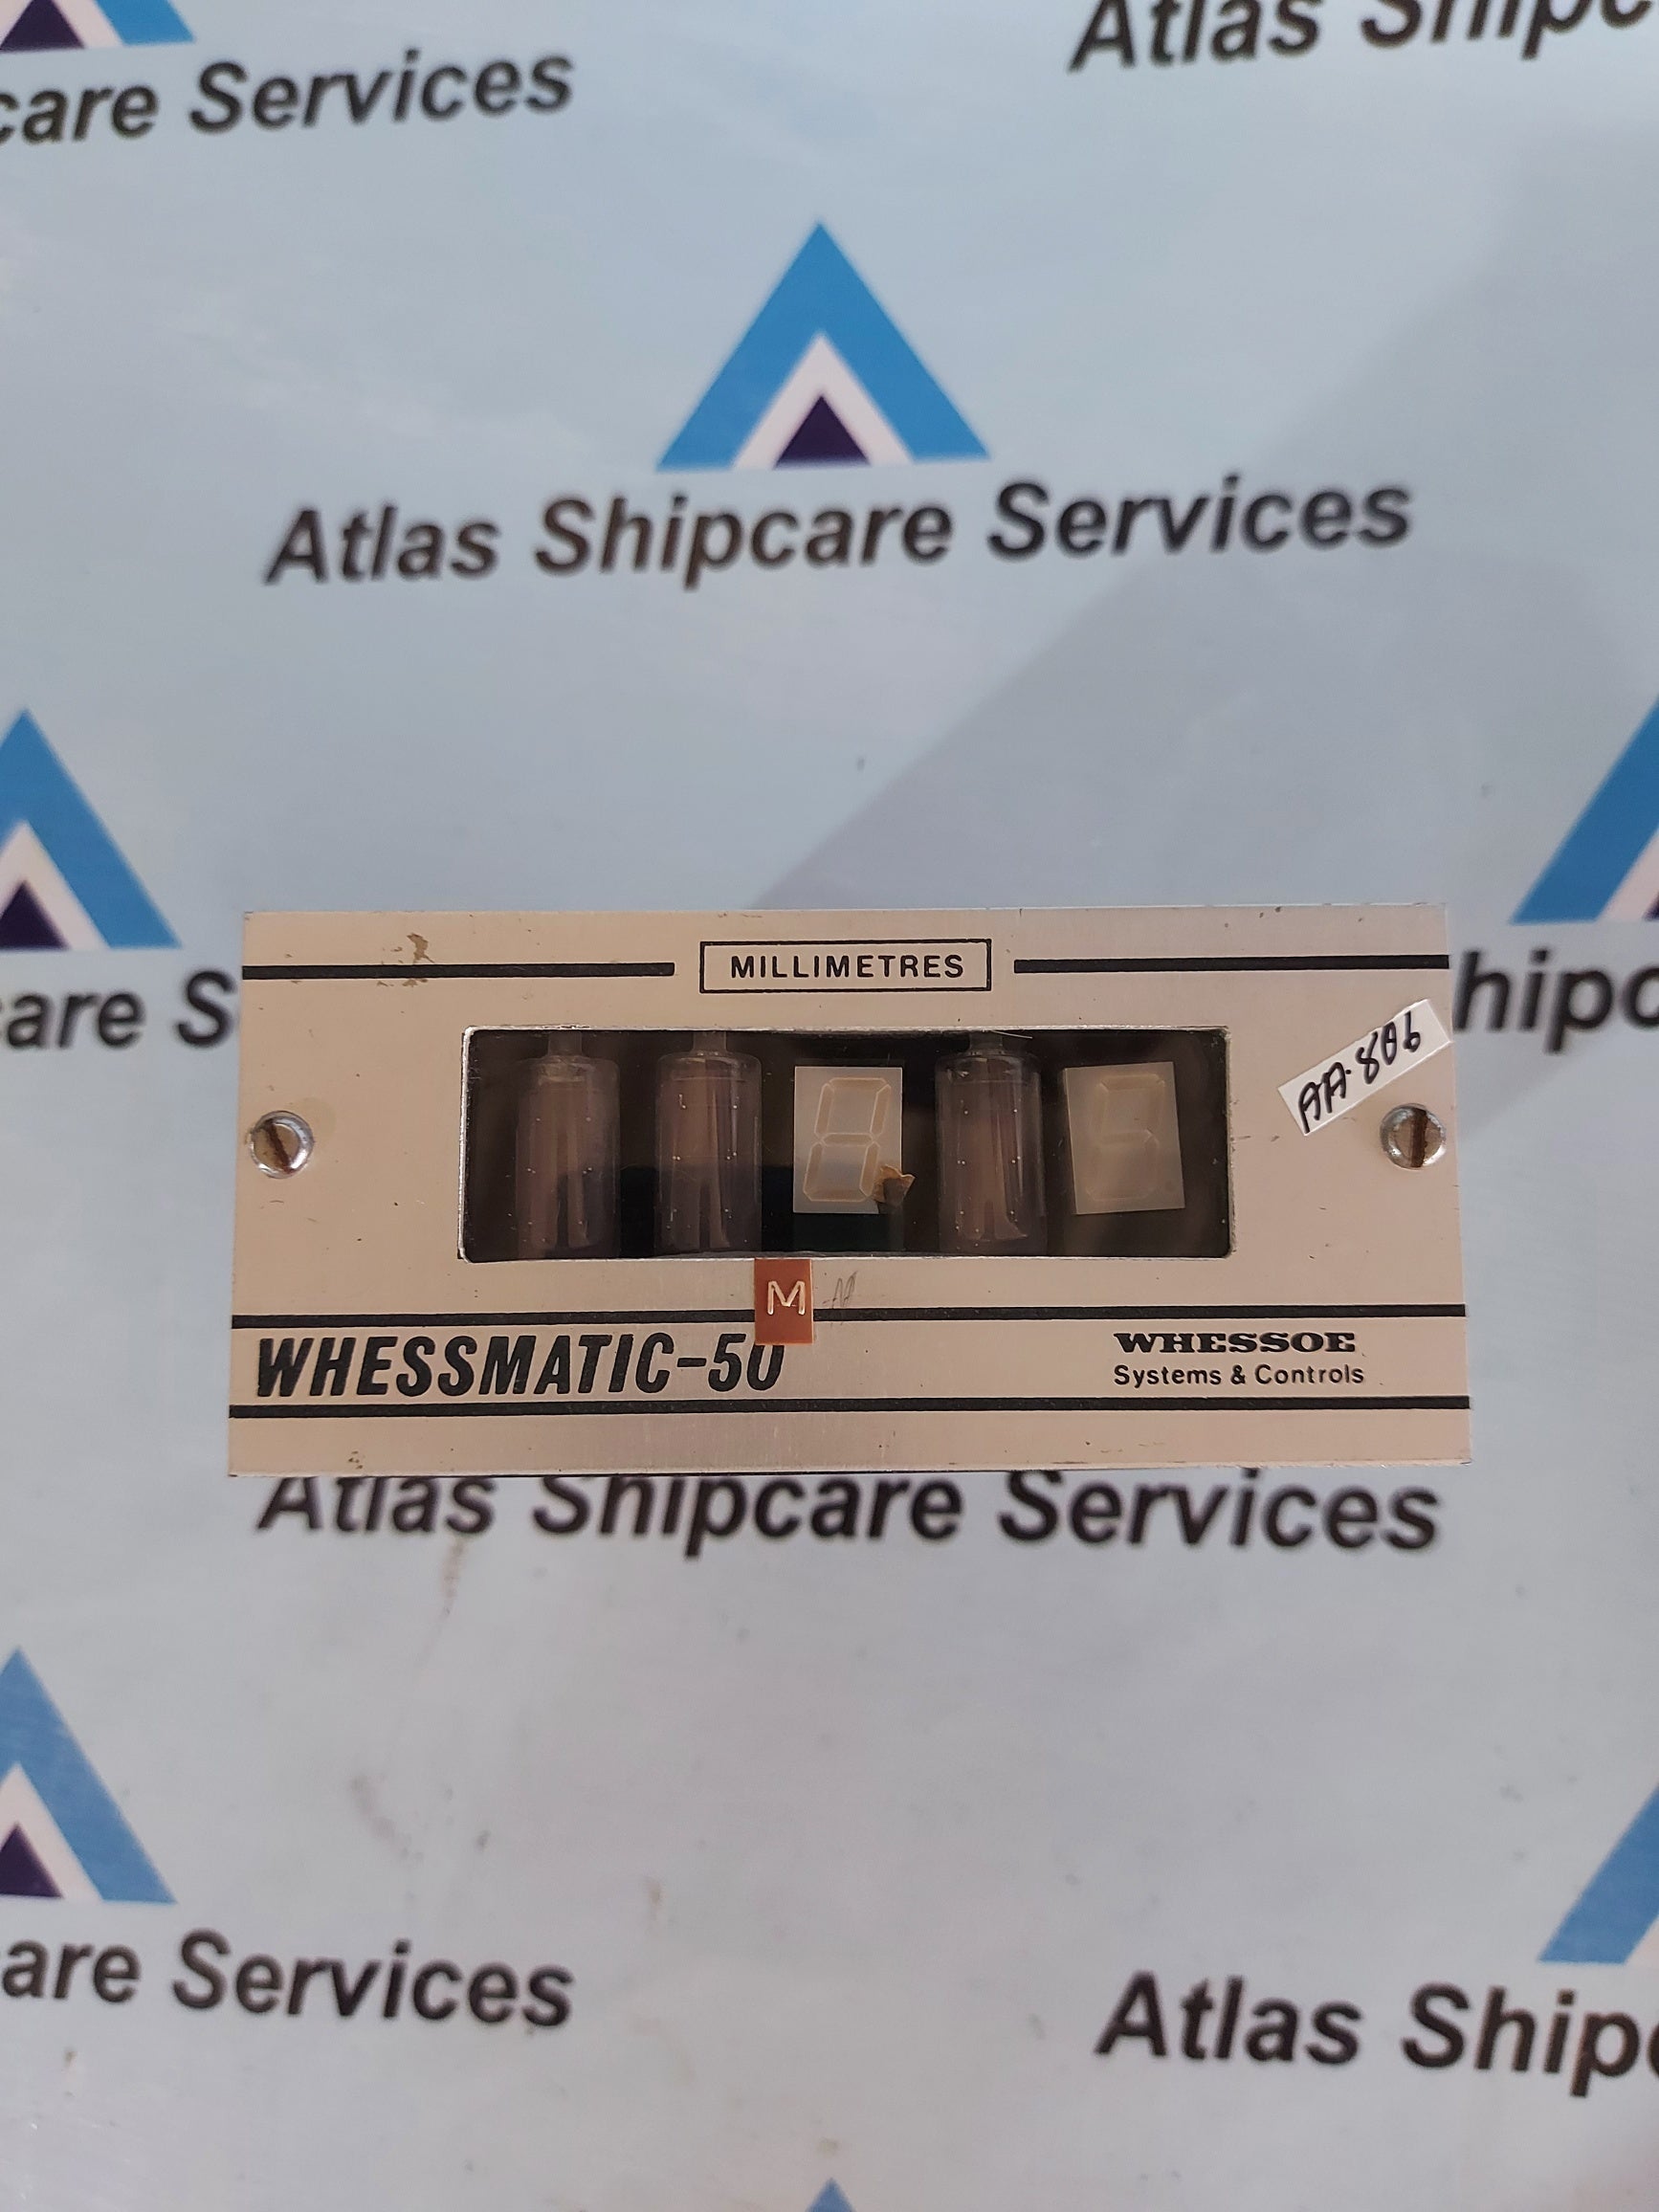 care Services
Atlas Shipc
Atlas Shipcare Services
care S
hipc
MILLIMETRES
AA-806
M
WHESSMATIC-50
WHESSOE
Systems & Controls
Atlas Shipcare Services
are Services
Atlas Shipc